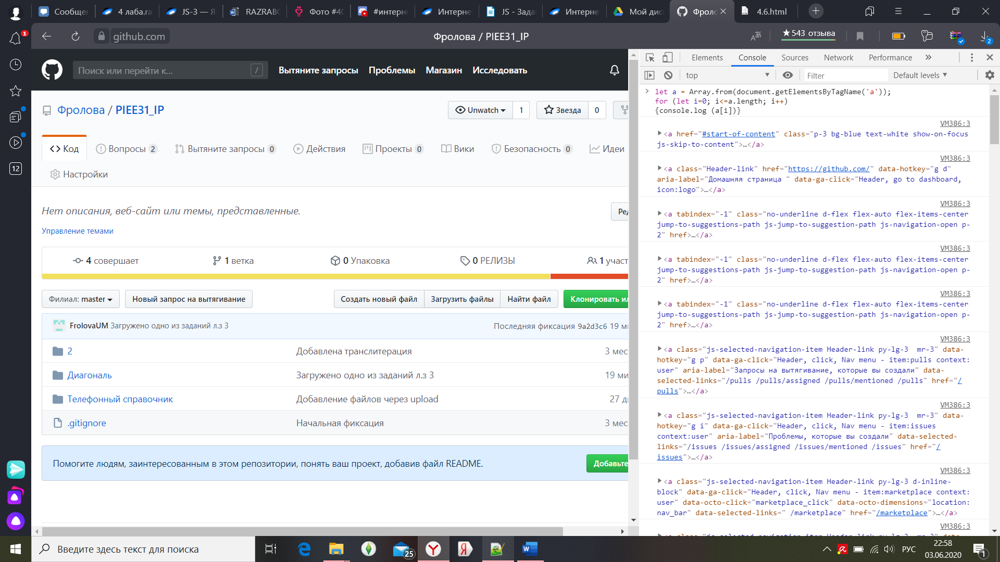 Сообщен
4 лаба.ra
JS-3 — Я
RAZRABO
Фото #40
#интерн
Интерне
JS - Зада
Интерне
Мой дис
Фроло
4.6.html
1
github.com
Фролова / PIEE31_IP
★543 отзыва
2
12
Поиск или перейти к...
/
Вытяните запросы
Проблемы
Магазин
Исследовать
Фролова / PIEE31_IP
Unwatch
1
Звезда
0
Код
Вопросы 2
Вытяните запросы 0
Действия
Проекты 0
Вики
Безопасность 0
Идеи
Настройки
Нет описания, веб-сайт или темы, представленные.
Ред
Управление темами
4 совершает
1 ветка
0 Упаковка
0 РЕЛИЗЫ
1 участ
Филиал: master
Новый запрос на вытягивание
Создать новый файл
Загрузить файлы
Найти файл
Клонировать ил
FrolovaUM Загружено одно из заданий л.з 3
Последняя фиксация 9a2d3c6 19 ми
2
Добавлена транслитерация
3 мес
Диагональ
Загружено одно из заданий л.з 3
19 ми
Телефонный справочник
Добавление файлов через upload
27 д
.gitignore
Начальная фиксация
3 мес
Помогите людям, заинтересованным в этом репозитории, понять ваш проект, добавив файл README.
Добавьте
Elements
Console
Sources
Network
Performance
»
top
Filter
Default levels
let a = Array.from(document.getElementsByTagName('a'));
for (let i=0; i<=a.length; i++)
{console.log (a[i])}
VM386:3
<a href="#start-of-content" class="p-3 bg-blue text-white show-on-focus
js-skip-to-content">…</a>
VM386:3
<a class="Header-link" href="https://github.com/" data-hotkey="g d"
aria-label="Домашняя страница " data-ga-click="Header, go to dashboard,
icon:logo">…</a>
VM386:3
<a tabindex="-1" class="no-underline d-flex flex-auto flex-items-center
jump-to-suggestions-path js-jump-to-suggestion-path js-navigation-open p-
2" href>…</a>
VM386:3
<a tabindex="-1" class="no-underline d-flex flex-auto flex-items-center
jump-to-suggestions-path js-jump-to-suggestion-path js-navigation-open p-
2" href>…</a>
VM386:3
<a tabindex="-1" class="no-underline d-flex flex-auto flex-items-center
jump-to-suggestions-path js-jump-to-suggestion-path js-navigation-open p-
2" href>…</a>
VM386:3
<a class="js-selected-navigation-item Header-link py-lg-3  mr-3" data-
hotkey="g p" data-ga-click="Header, click, Nav menu - item:pulls context:
user" aria-label="Запросы на вытягивание, которые вы создали" data-
selected-links="/pulls /pulls/assigned /pulls/mentioned /pulls" href="/
pulls">…</a>
VM386:3
<a class="js-selected-navigation-item Header-link py-lg-3  mr-3" data-
hotkey="g i" data-ga-click="Header, click, Nav menu - item:issues
context:user" aria-label="Проблемы, которые вы создали" data-selected-
links="/issues /issues/assigned /issues/mentioned /issues" href="/
issues">…</a>
VM386:3
<a class="js-selected-navigation-item Header-link py-lg-3 d-inline-
block" data-ga-click="Header, click, Nav menu - item:marketplace context:
user" data-octo-click="marketplace_click" data-octo-dimensions="location:
nav_bar" data-selected-links=" /marketplace" href="/marketplace">…</a>
VM386:3
Введите здесь текст для поиска
25
РУС
22:58
03.06.2020
1